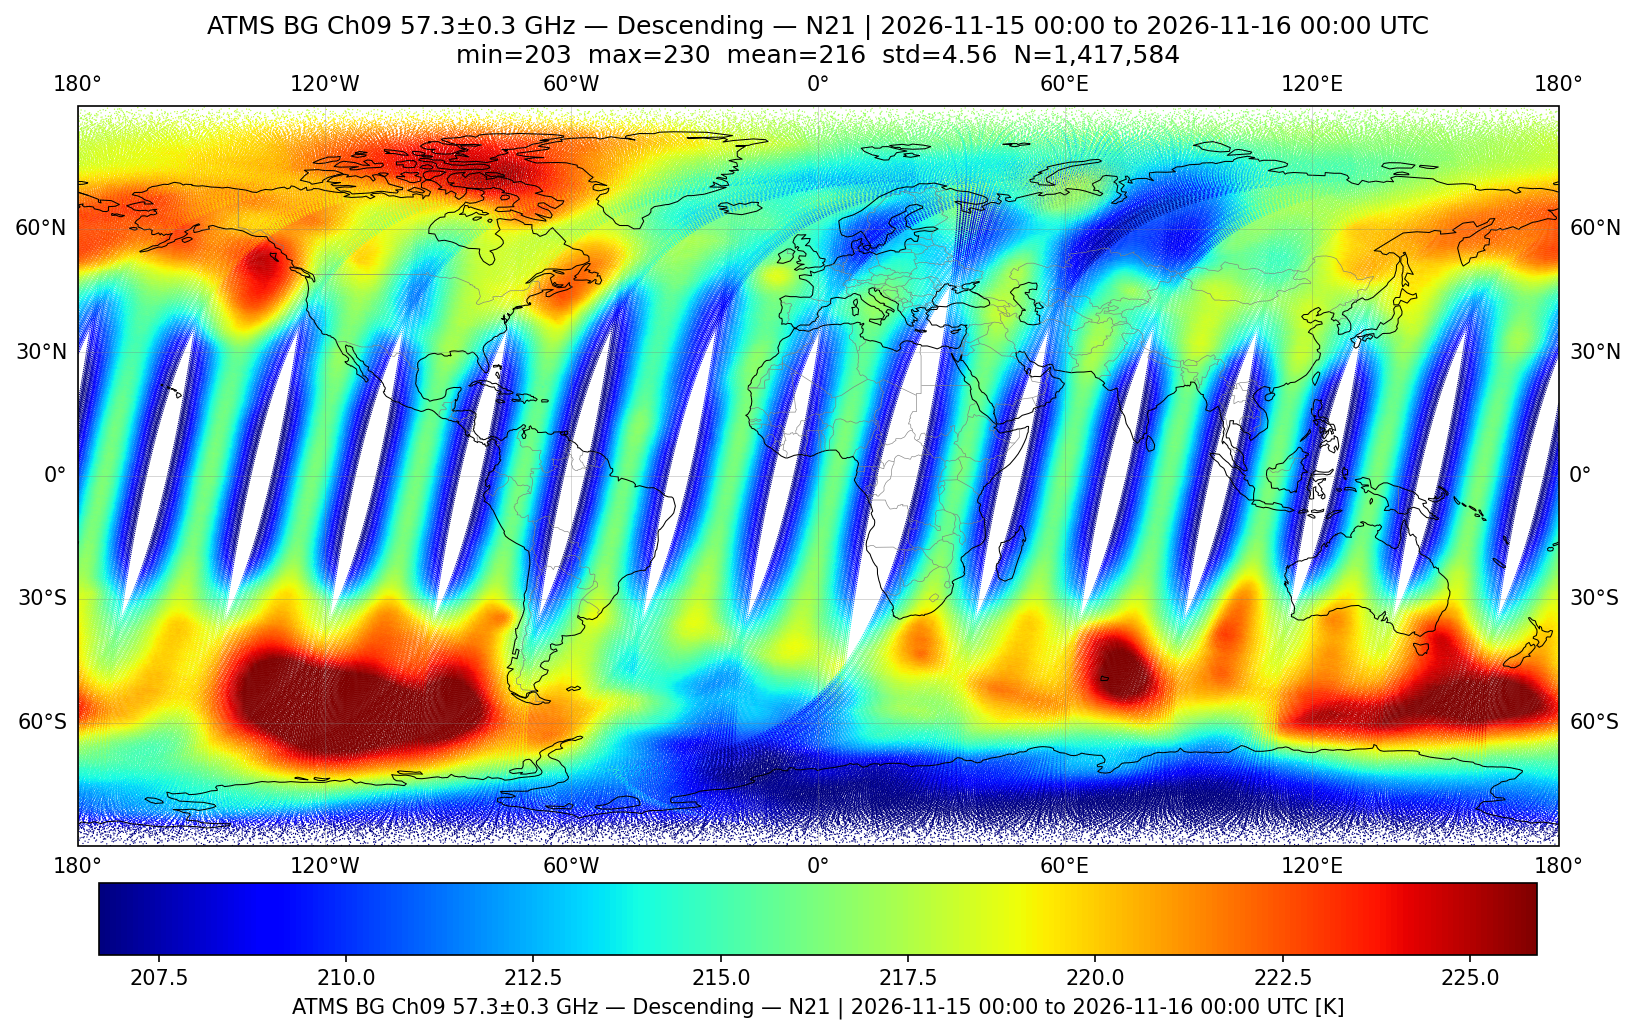 ATMS BG Ch09 57.3±0.3 GHz — Descending — N21 | 2026-11-15 00:00 to 2026-11-16 00:00 UTC
min=203 max=230 mean=216 std=4.56 N=1,417,584
180° 120°W 60°W 0° 60°E 120°E 180°
60°N 60°N
30°N 30°N
0° 0°
30°S 30°S
60°S 60°S
180° 120°W 60°W 0° 60°E 120°E 180°
207.5 210.0 212.5 215.0 217.5 220.0 222.5 225.0
ATMS BG Ch09 57.3±0.3 GHz — Descending — N21 | 2026-11-15 00:00 to 2026-11-16 00:00 UTC [K]